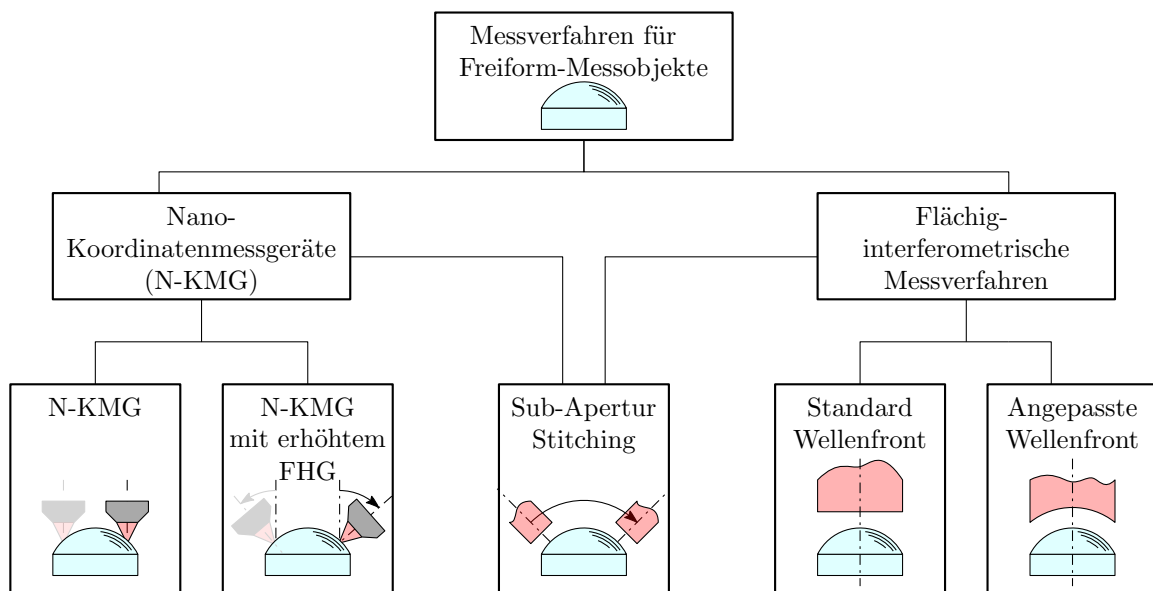 Messverfahren für
Freiform-Messobjekte
Nano-
Koordinatenmessgeräte
(N-KMG)
Flächig-
interferometrische
Messverfahren
N-KMG
N-KMG
mit erhöhtem
FHG
Sub-Apertur
Stitching
Standard
Wellenfront
Angepasste
Wellenfront